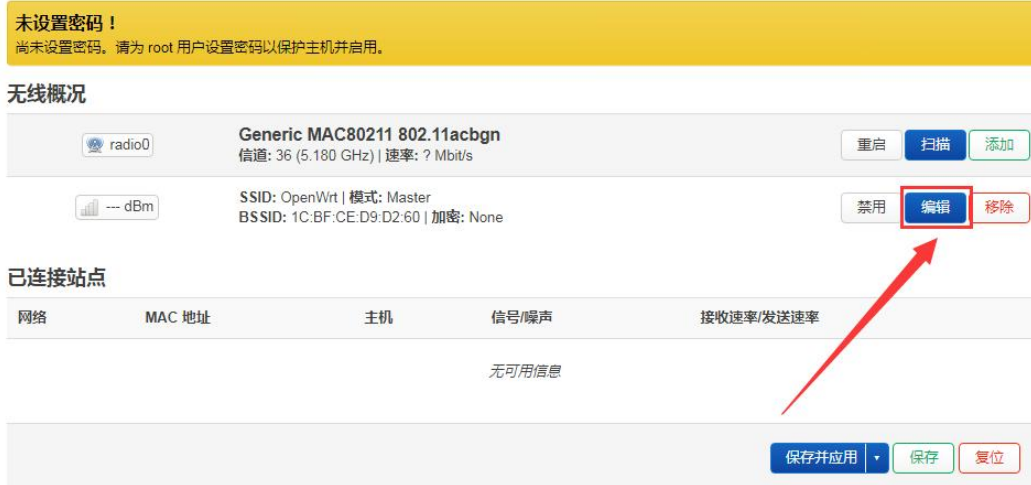 未设置密码！
尚未设置密码。请为 root 用户设置密码以保护主机并启用。
无线概况
radio0
Generic MAC80211 802.11acbgn
信道: 36 (5.180 GHz) | 速率: ? Mbit/s
重启 扫描 添加
--- dBm
SSID: OpenWrt | 模式: Master
BSSID: 1C:BF:CE:D9:D2:60 | 加密: None
禁用 编辑 移除
已连接站点
网络 MAC 地址 主机 信号/噪声 接收速率/发送速率
无可用信息
保存并应用 保存 复位